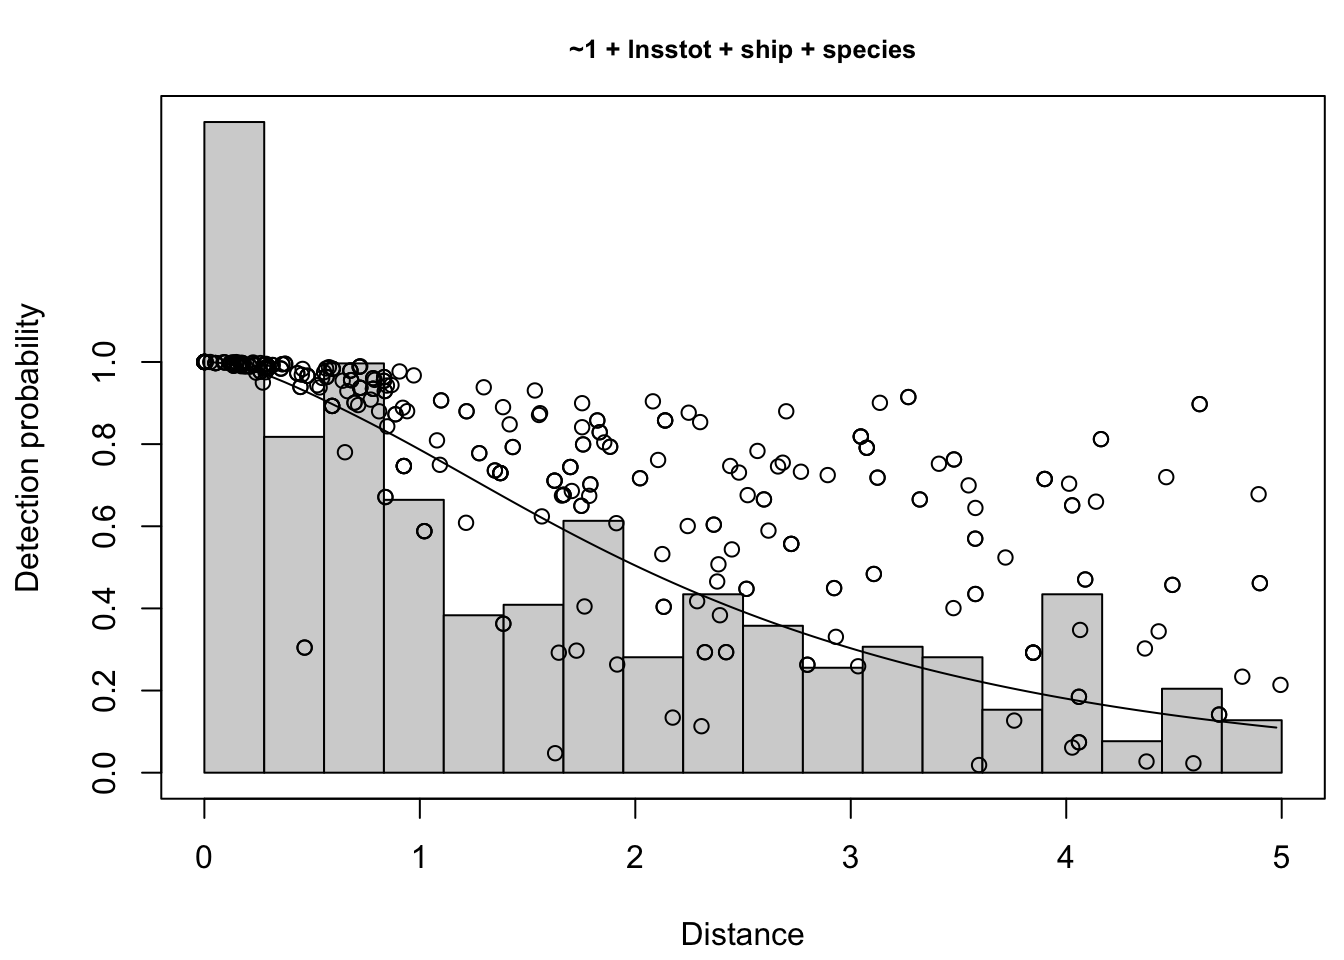 ~1 + lnsstot + ship + species
Detection probability
1.0
0.8
0.6
0.4
0.2
0.0
0 1 2 3 4 5
Distance